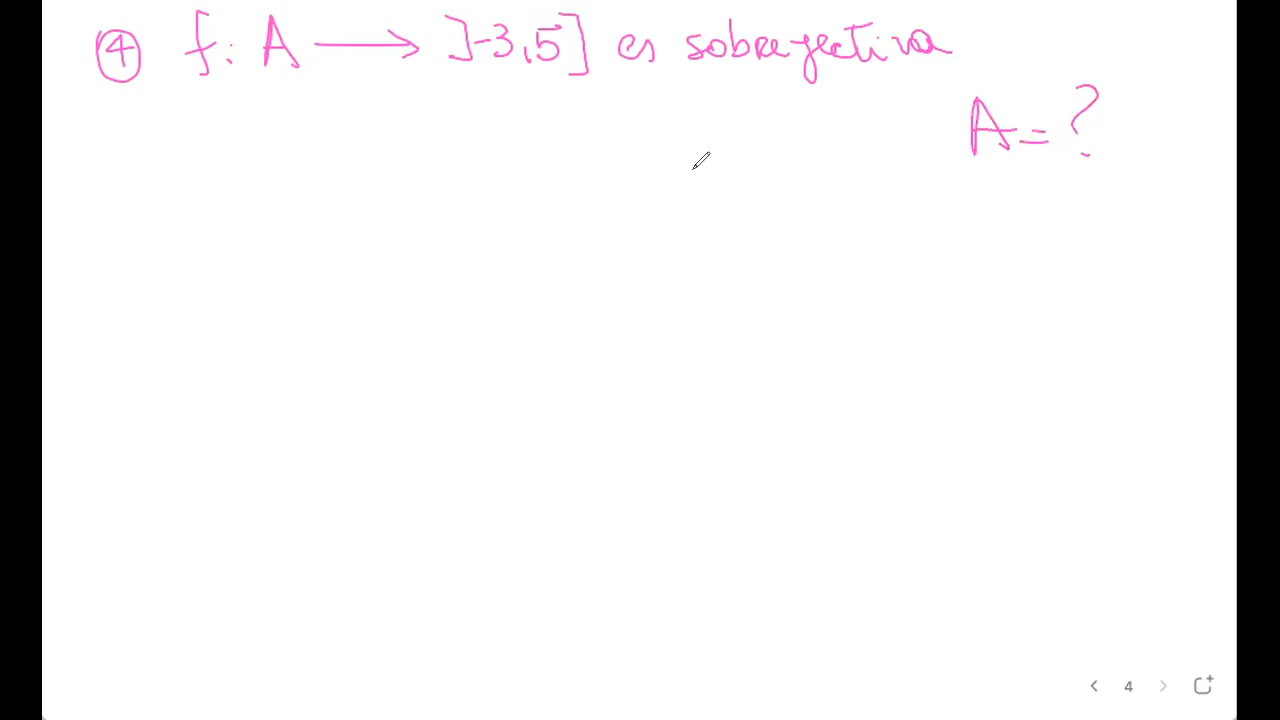 ④ f: A ⟶ ]-3,5] es sobreyectiva
A = ?
4